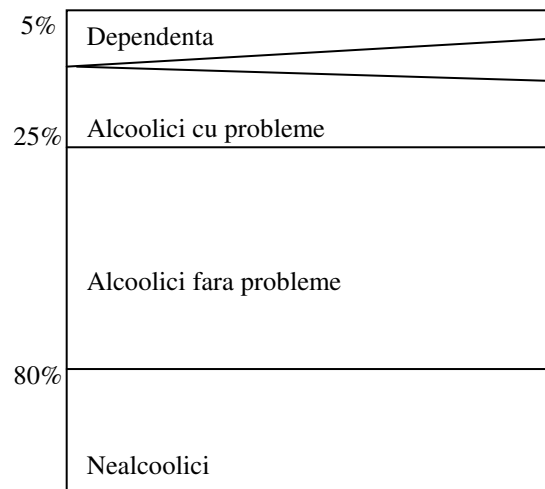 5%
Dependenta
Alcoolici cu probleme
25%
Alcoolici fara probleme
80%
Nealcoolici